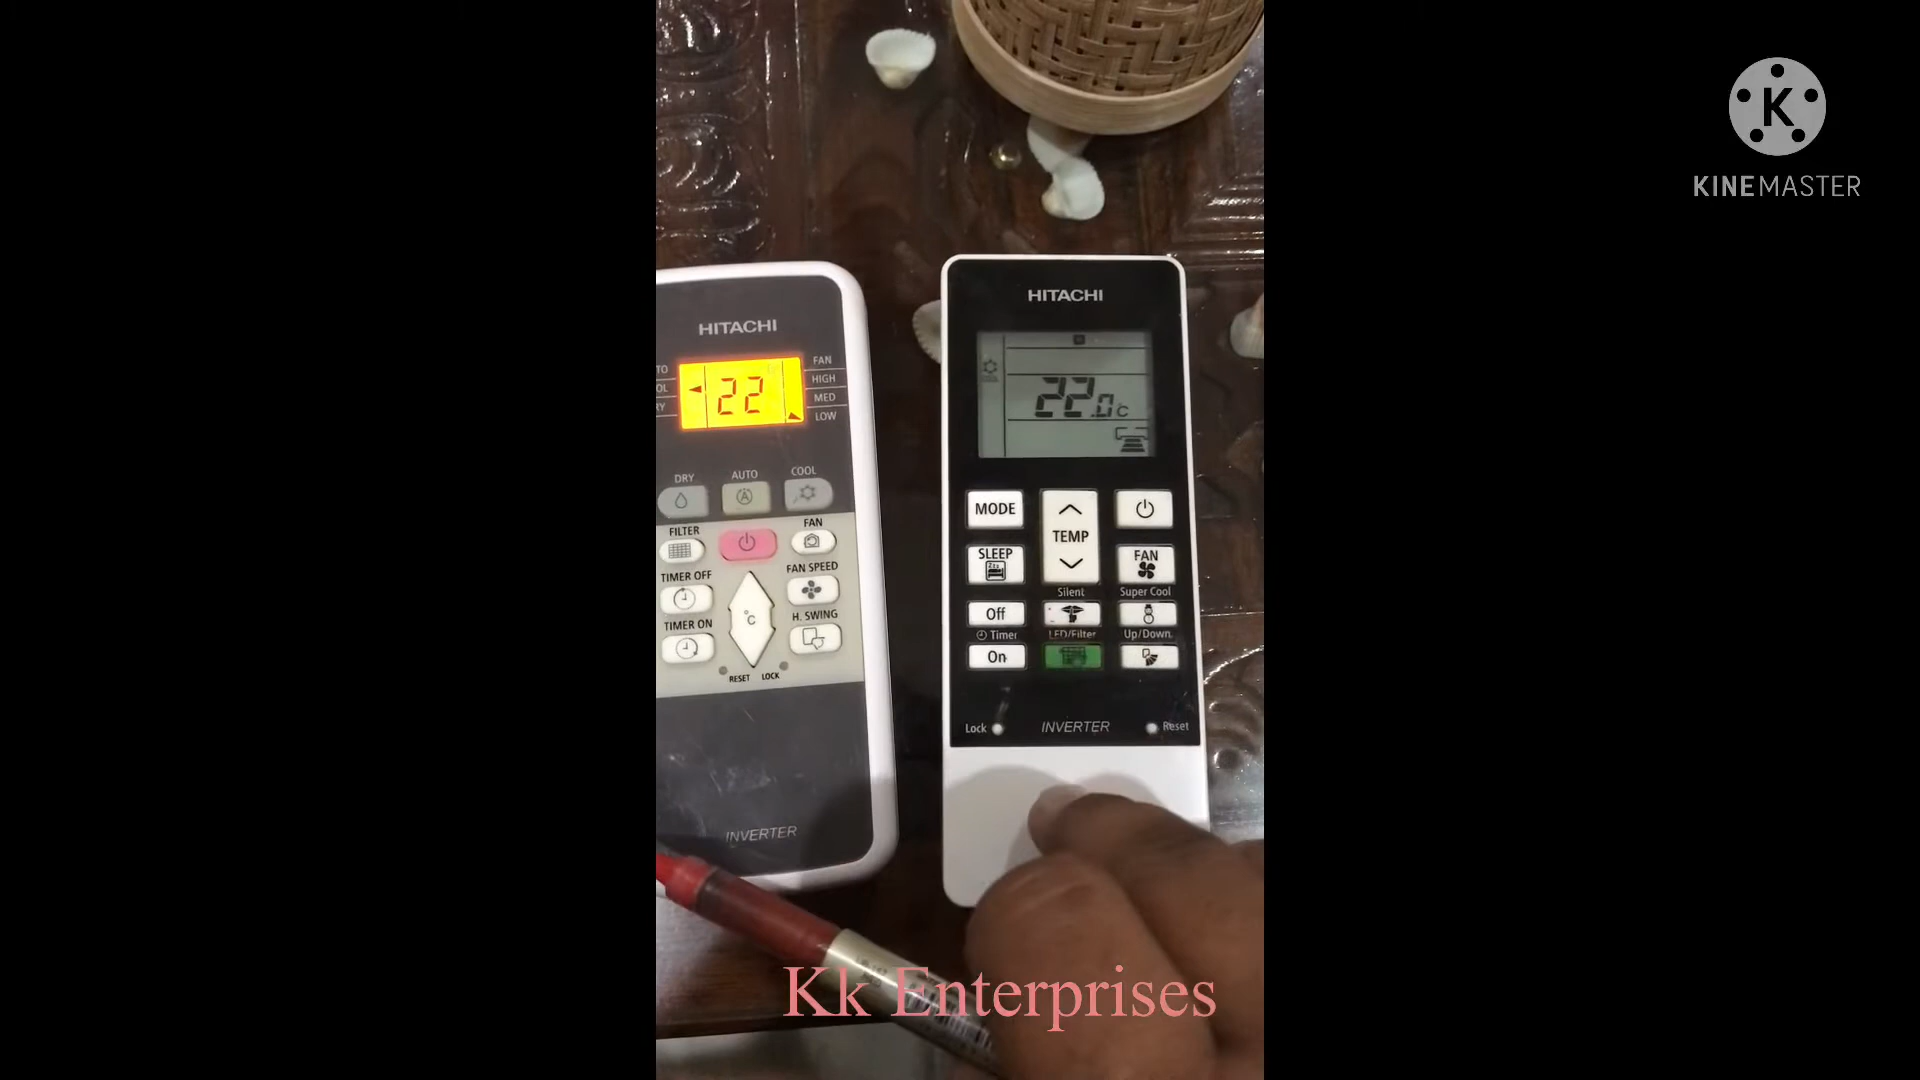 KINEMASTER
HITACHI
FAN
HIGH
MED
LOW
22
DRY
AUTO
COOL
FILTER
FAN
TIMER OFF
FAN SPEED
TIMER ON
H. SWING
°C
RESET
LOCK
INVERTER
HITACHI
22.0°C
MODE
TEMP
SLEEP
FAN
Silent
Super Cool
Off
Timer
LED/Filter
Up/Down
On
Lock
INVERTER
Reset
Kk Enterprises